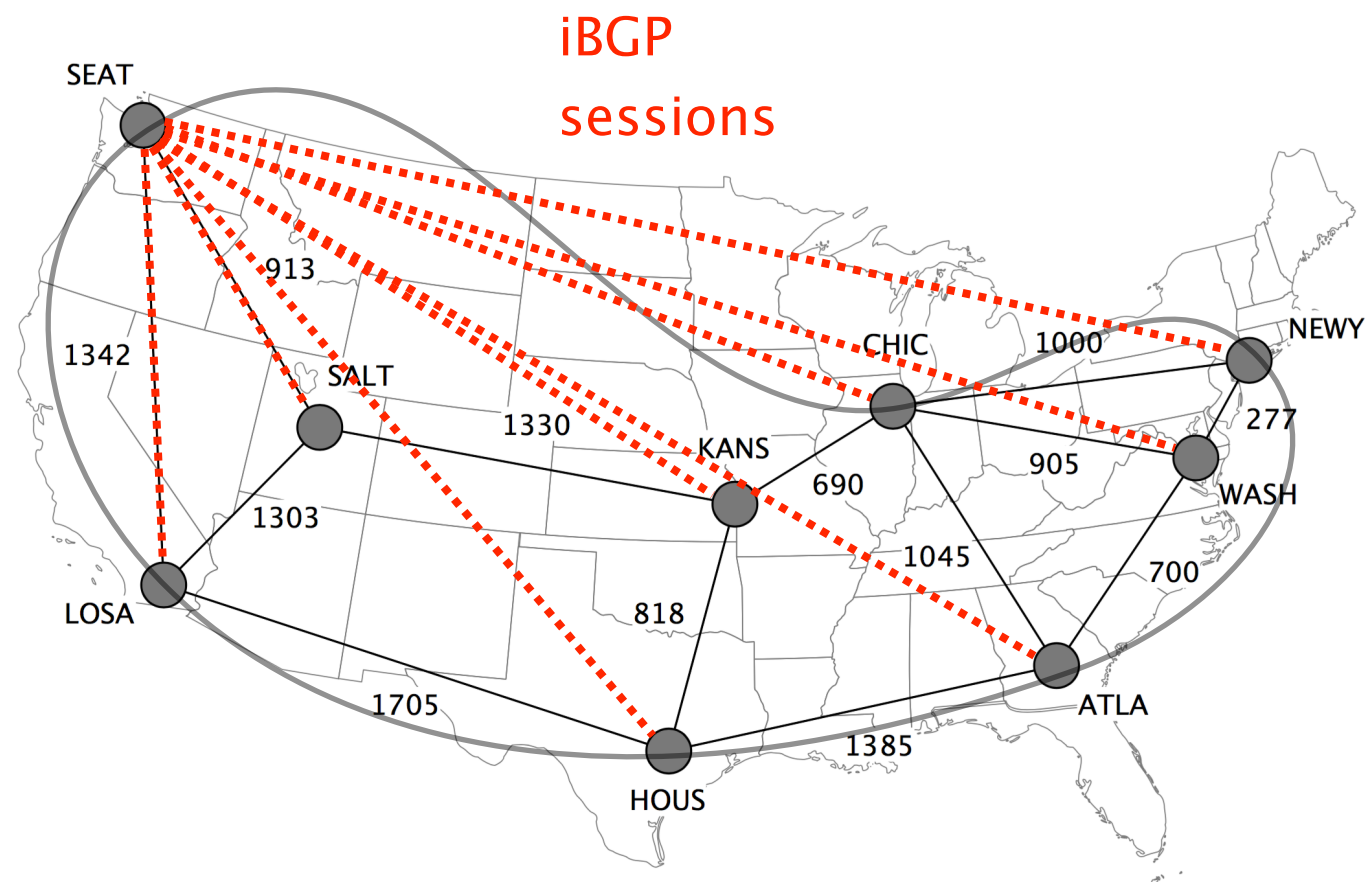 iBGP
sessions
SEAT
913
1342
SALT
CHIC
1000
NEWY
277
1330
KANS
690
905
WASH
1303
1045
700
LOSA
818
1705
ATLA
1385
HOUS